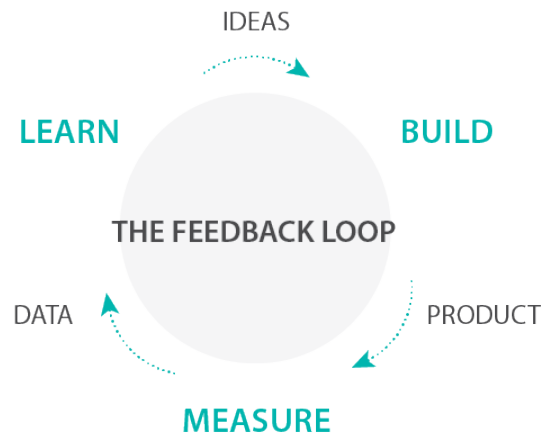 IDEAS
LEARN
BUILD
THE FEEDBACK LOOP
DATA
PRODUCT
MEASURE